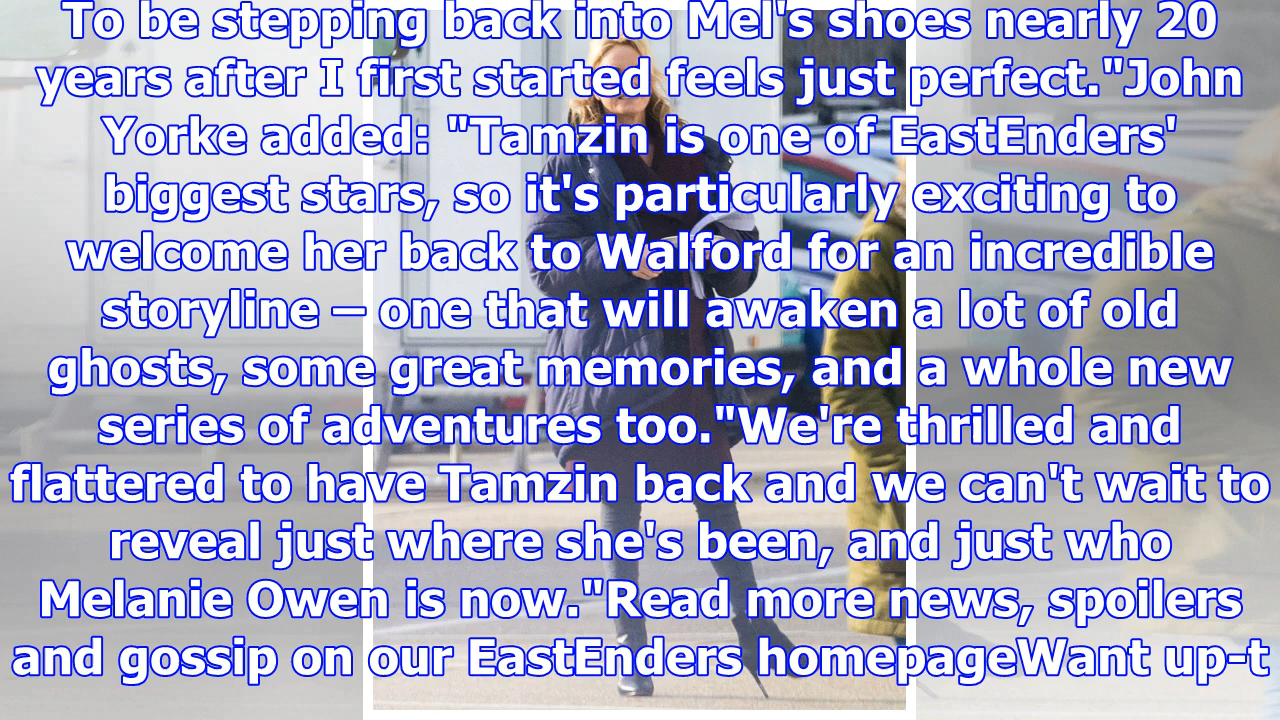 To be stepping back into Mel's shoes nearly 20
years after I first started feels just perfect."John
Yorke added: "Tamzin is one of EastEnders'
biggest stars, so it's particularly exciting to
welcome her back to Walford for an incredible
storyline – one that will awaken a lot of old
ghosts, some great memories, and a whole new
series of adventures too."We're thrilled and
flattered to have Tamzin back and we can't wait to
reveal just where she's been, and just who
Melanie Owen is now."Read more news, spoilers
and gossip on our EastEnders homepageWant up-t